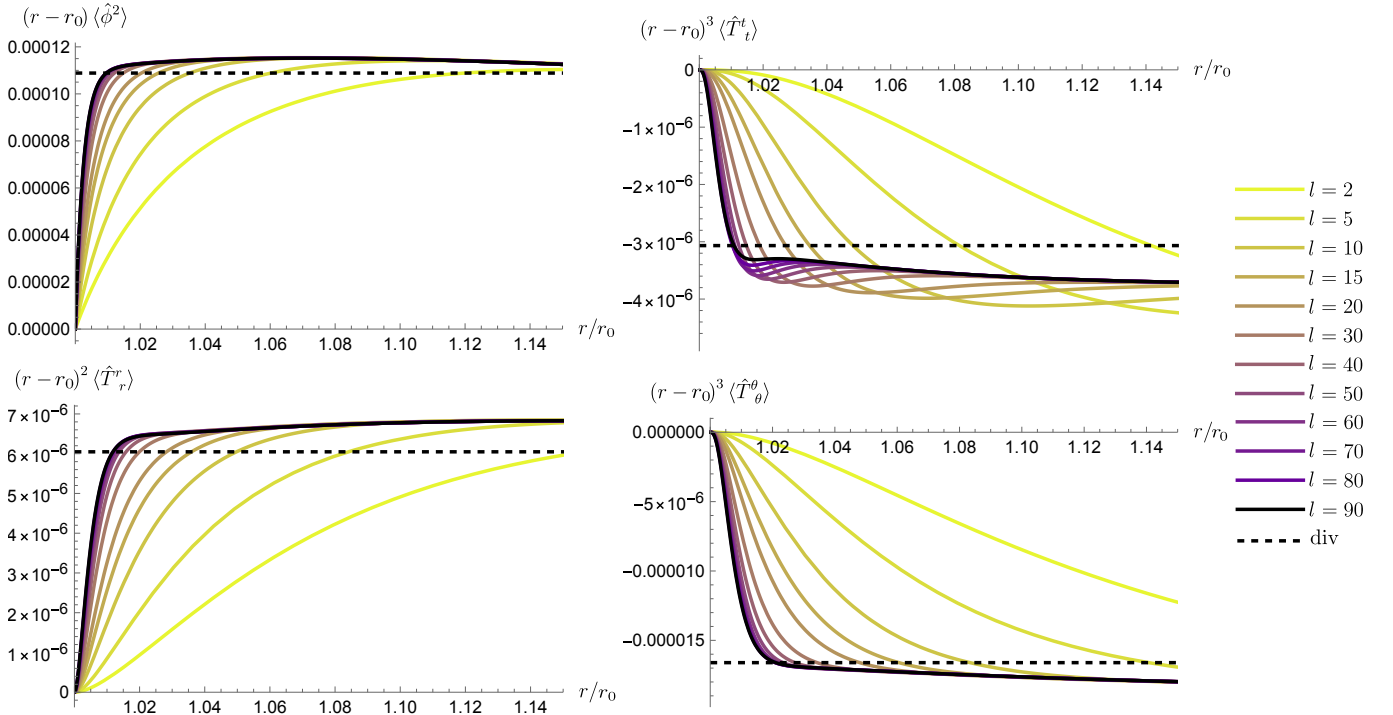 (r − r₀) ⟨ϕ̂²⟩
0.00012
0.00010
0.00008
0.00006
0.00004
0.00002
0.00000
1.02 1.04 1.06 1.08 1.10 1.12 1.14
r/r₀
(r − r₀)³ ⟨T̂ᵗₜ⟩
0
−1×10⁻⁶
−2×10⁻⁶
−3×10⁻⁶
−4×10⁻⁶
1.02 1.04 1.06 1.08 1.10 1.12 1.14
r/r₀
(r − r₀)² ⟨T̂ʳᵣ⟩
7.×10⁻⁶
6.×10⁻⁶
5.×10⁻⁶
4.×10⁻⁶
3.×10⁻⁶
2.×10⁻⁶
1.×10⁻⁶
0
1.02 1.04 1.06 1.08 1.10 1.12 1.14
r/r₀
(r − r₀)³ ⟨T̂^θ_θ⟩
0.000000
−5.×10⁻⁶
−0.000010
−0.000015
1.02 1.04 1.06 1.08 1.10 1.12 1.14
r/r₀
l = 2
l = 5
l = 10
l = 15
l = 20
l = 30
l = 40
l = 50
l = 60
l = 70
l = 80
l = 90
div